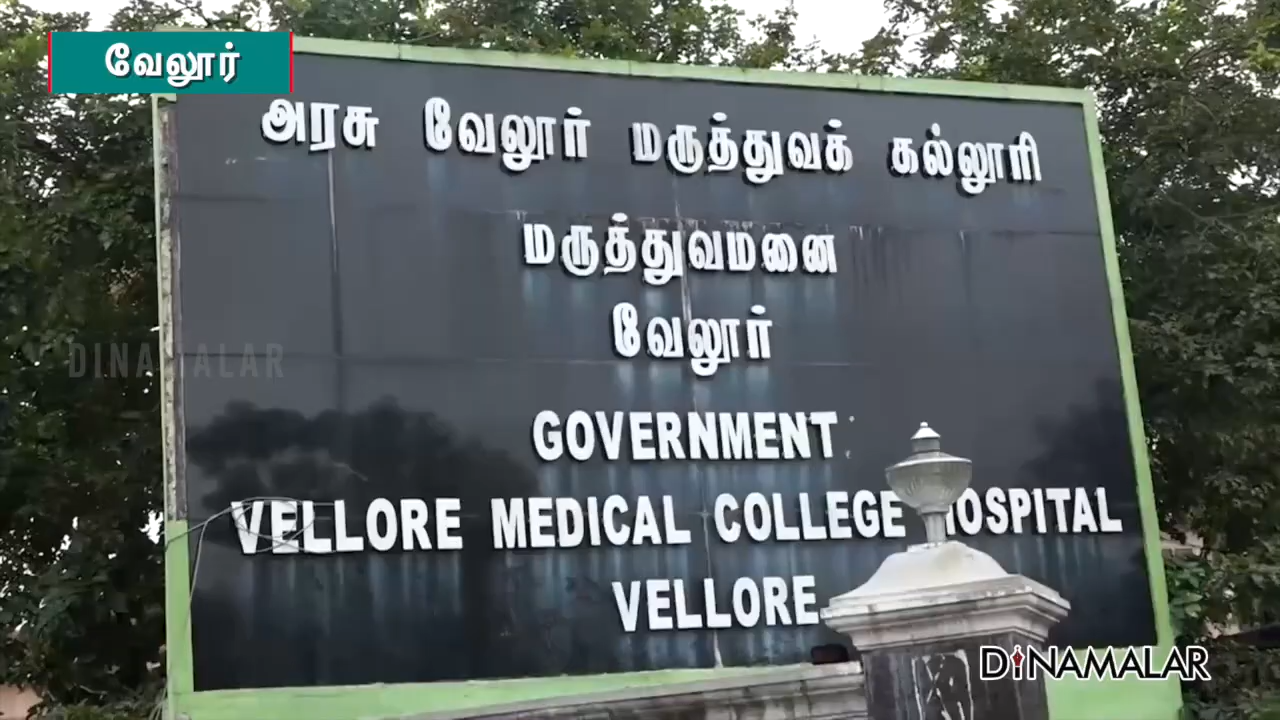 வேலூர்
அரசு வேலூர் மருத்துவக் கல்லூரி
மருத்துவமனை
வேலூர்
DINAMALAR
GOVERNMENT
VELLORE MEDICAL COLLEGE HOSPITAL
VELLORE
DINAMALAR